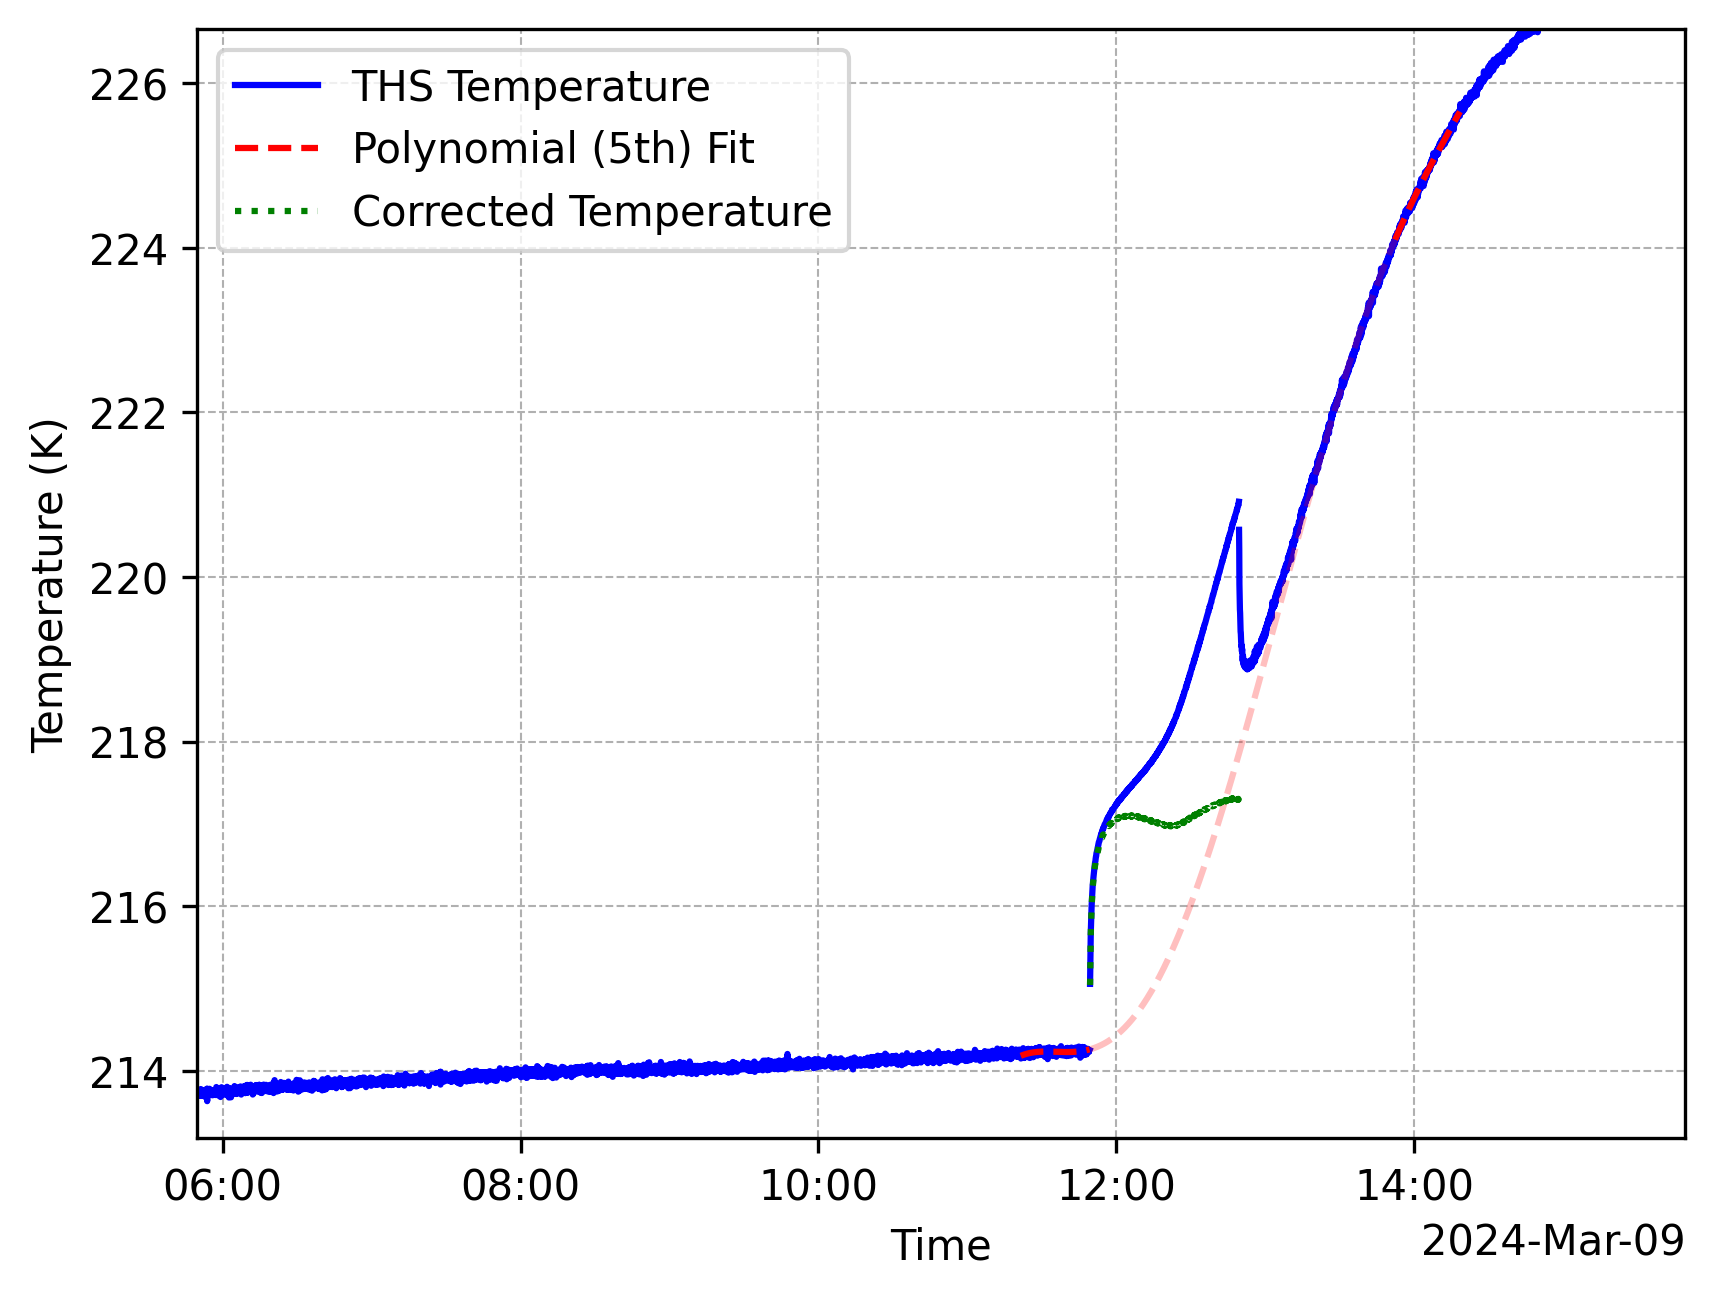 THS Temperature
Polynomial (5th) Fit
Corrected Temperature
226
224
222
220
218
216
214
Temperature (K)
06:00 08:00 10:00 12:00 14:00
Time
2024-Mar-09